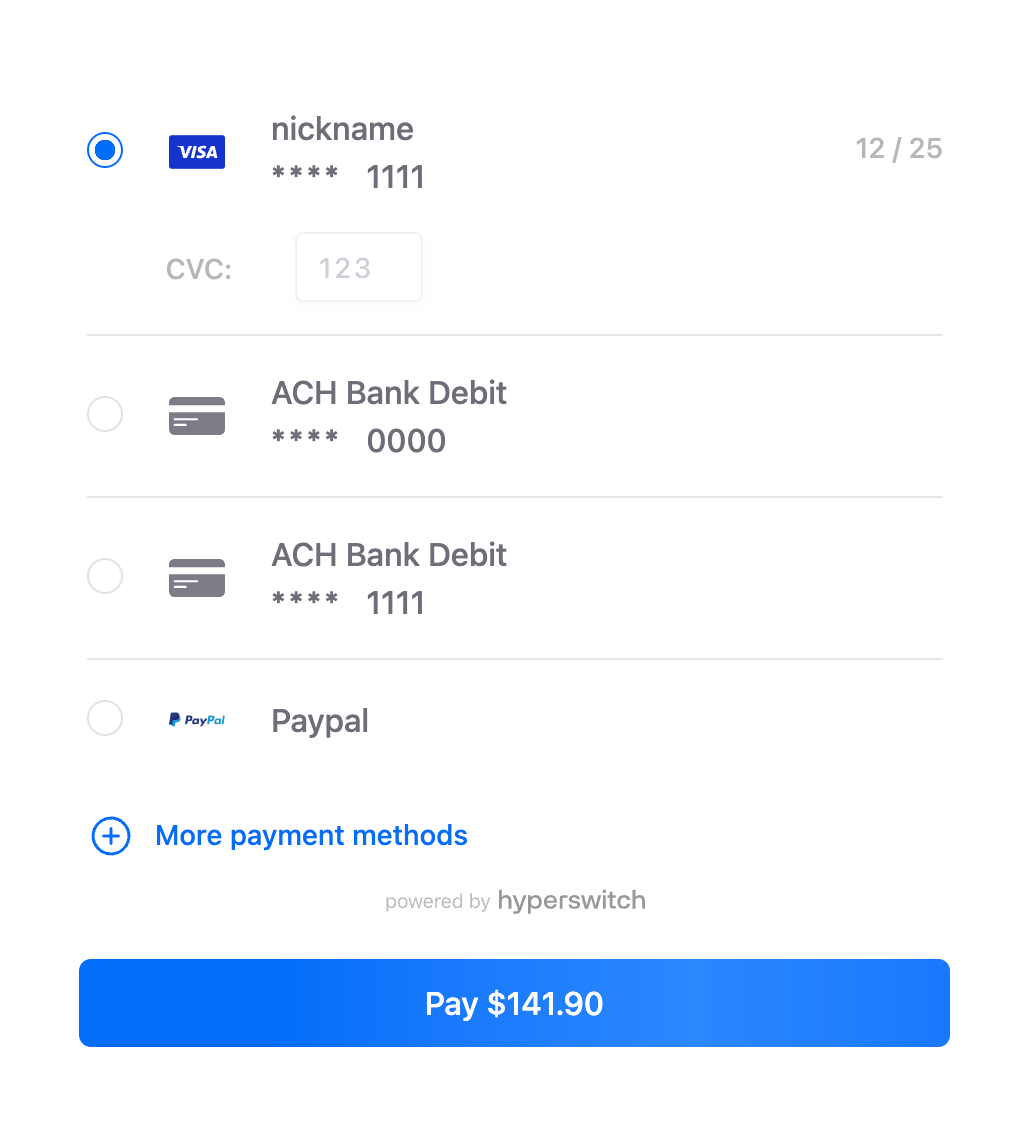 VISA
nickname
12 / 25
**** 1111
CVC:
123
ACH Bank Debit
**** 0000
ACH Bank Debit
**** 1111
PayPal
Paypal
More payment methods
powered by hyperswitch
Pay $141.90